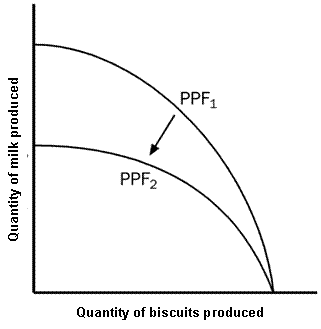 Quantity of milk produced
PPF₁
PPF₂
Quantity of biscuits produced